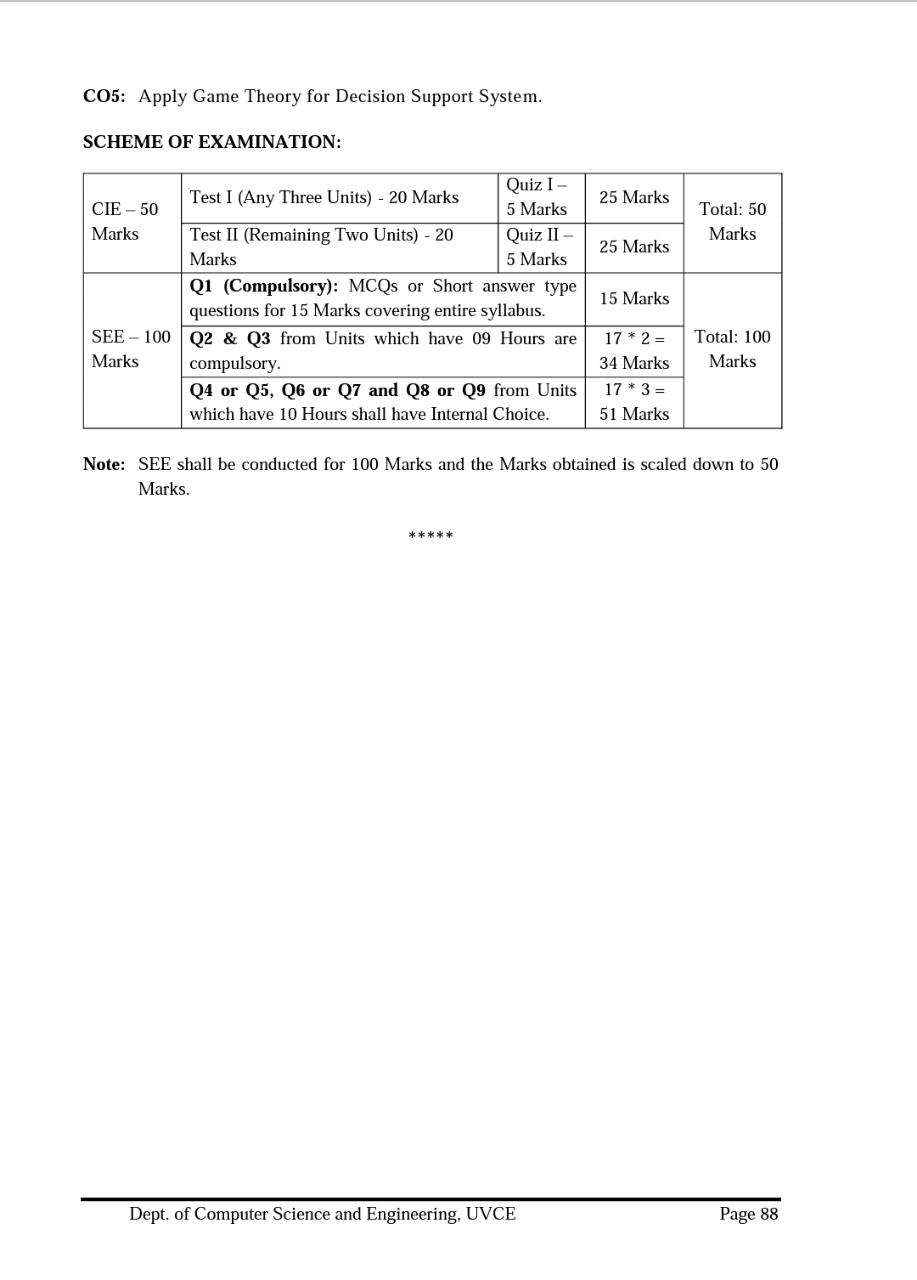 CO5: Apply Game Theory for Decision Support System.
SCHEME OF EXAMINATION:
CIE – 50
Marks
Test I (Any Three Units) - 20 Marks
Quiz I –
5 Marks
25 Marks
Total: 50
Marks
Test II (Remaining Two Units) - 20
Marks
Quiz II –
5 Marks
25 Marks
SEE – 100
Marks
Q1 (Compulsory): MCQs or Short answer type
questions for 15 Marks covering entire syllabus.
15 Marks
Total: 100
Marks
Q2 & Q3 from Units which have 09 Hours are
compulsory.
17 * 2 =
34 Marks
Q4 or Q5, Q6 or Q7 and Q8 or Q9 from Units
which have 10 Hours shall have Internal Choice.
17 * 3 =
51 Marks
Note: SEE shall be conducted for 100 Marks and the Marks obtained is scaled down to 50
Marks.
*****
Dept. of Computer Science and Engineering, UVCE Page 88